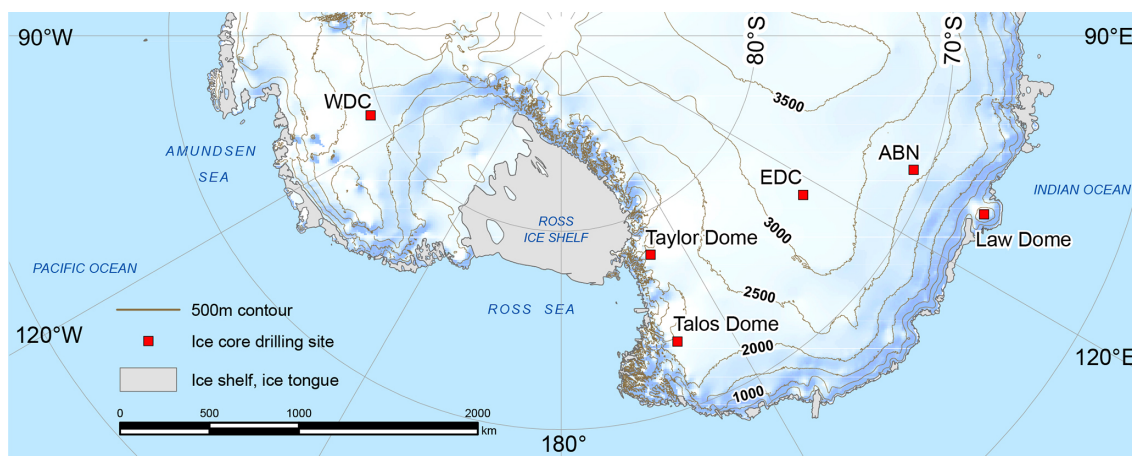 90°W
80°S
70°S
90°E
3500
WDC
AMUNDSEN
SEA
ABN
EDC
INDIAN OCEAN
ROSS
ICE SHELF
3000
Taylor Dome
Law Dome
PACIFIC OCEAN
2500
ROSS SEA
500m contour
Talos Dome
120°W
Ice core drilling site
2000
120°E
Ice shelf, ice tongue
1000
0 500 1000 2000
km
180°